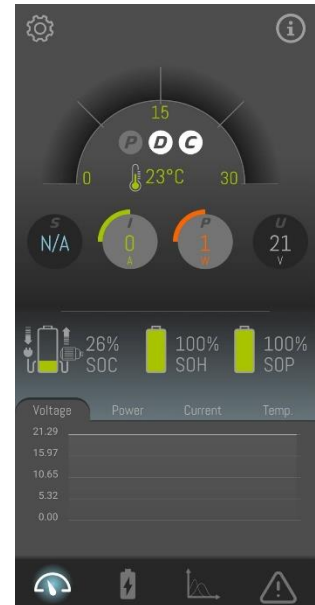 15
P D C
0 23°C 30
S I P U
N/A 0 1 21
A W V
26% 100% 100%
SOC SOH SOP
Voltage Power Current Temp.
21.29
15.97
10.65
5.32
0.00